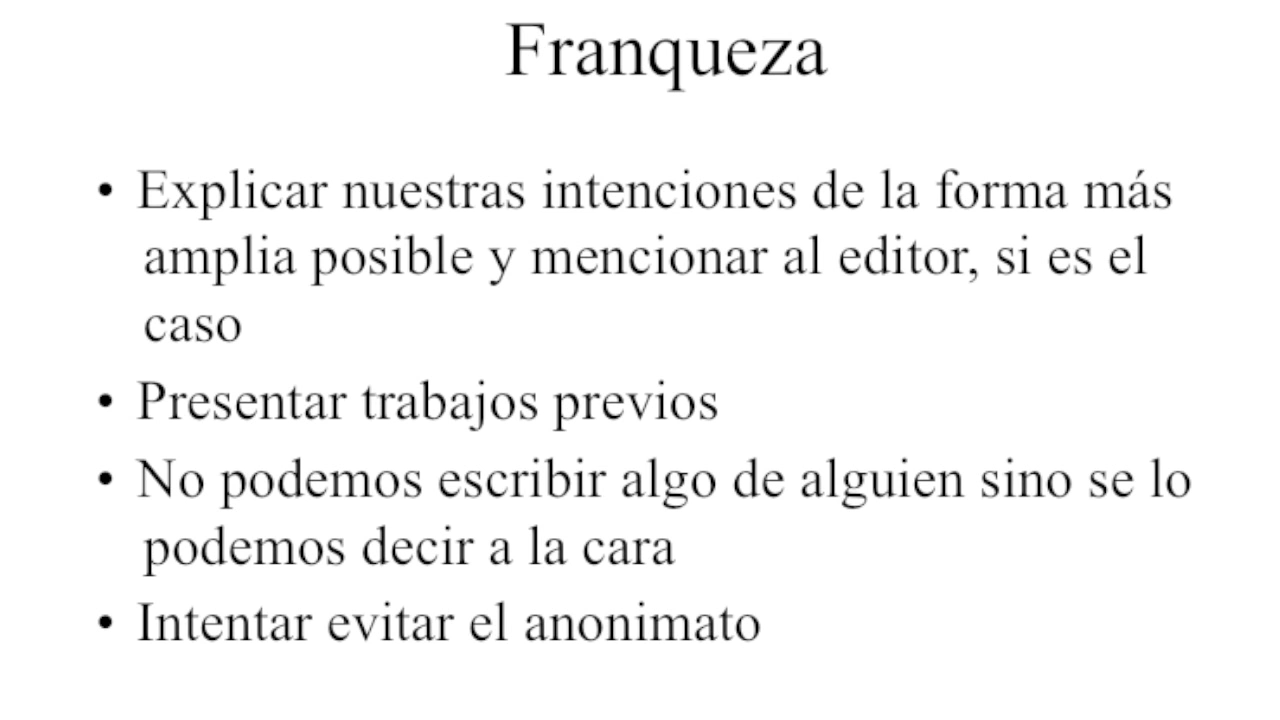 Franqueza
• Explicar nuestras intenciones de la forma más
amplia posible y mencionar al editor, si es el
caso
• Presentar trabajos previos
• No podemos escribir algo de alguien sino se lo
podemos decir a la cara
• Intentar evitar el anonimato